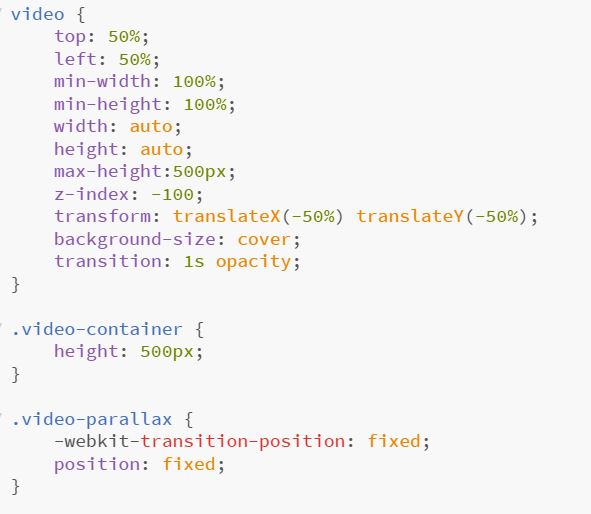 video {
    top: 50%;
    left: 50%;
    min-width: 100%;
    min-height: 100%;
    width: auto;
    height: auto;
    max-height:500px;
    z-index: -100;
    transform: translateX(-50%) translateY(-50%);
    background-size: cover;
    transition: 1s opacity;
}

.video-container {
    height: 500px;
}

.video-parallax {
    -webkit-transition-position: fixed;
    position: fixed;
}